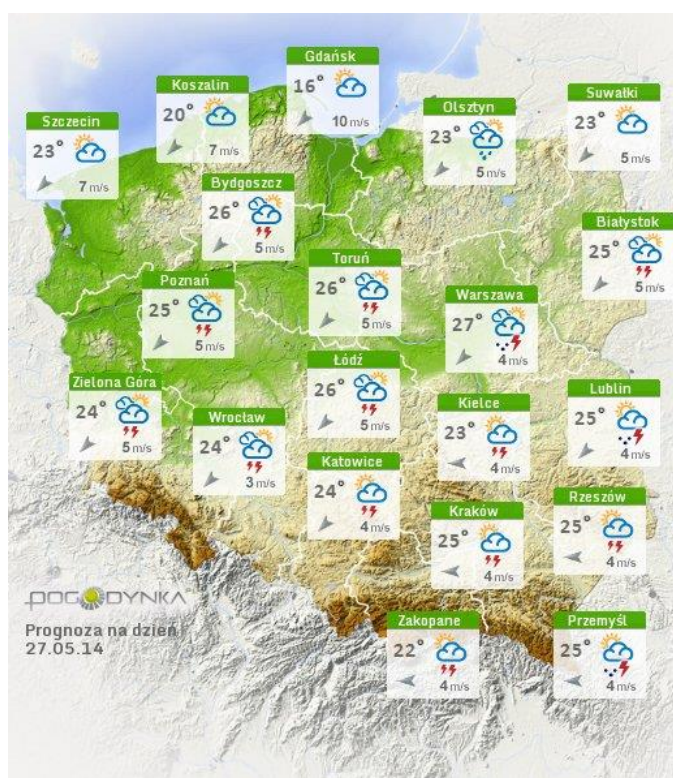 Gdańsk
16°
10 m/s
Koszalin
20°
7 m/s
Suwałki
23°
5 m/s
Olsztyn
23°
5 m/s
Szczecin
23°
7 m/s
Bydgoszcz
26°
5 m/s
Białystok
25°
5 m/s
Toruń
26°
5 m/s
Poznań
25°
5 m/s
Warszawa
27°
4 m/s
Łódź
26°
5 m/s
Zielona Góra
24°
5 m/s
Lublin
25°
4 m/s
Kielce
23°
4 m/s
Wrocław
24°
3 m/s
Katowice
24°
4 m/s
Rzeszów
25°
4 m/s
Kraków
25°
4 m/s
POGODYNKA
Prognoza na dzień
27.05.14
Zakopane
22°
4 m/s
Przemyśl
25°
4 m/s